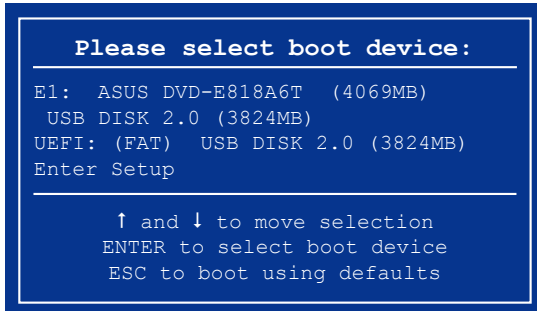 Please select boot device:
E1: ASUS DVD-E818A6T (4069MB)
USB DISK 2.0 (3824MB)
UEFI: (FAT) USB DISK 2.0 (3824MB)
Enter Setup
↑ and ↓ to move selection
ENTER to select boot device
ESC to boot using defaults